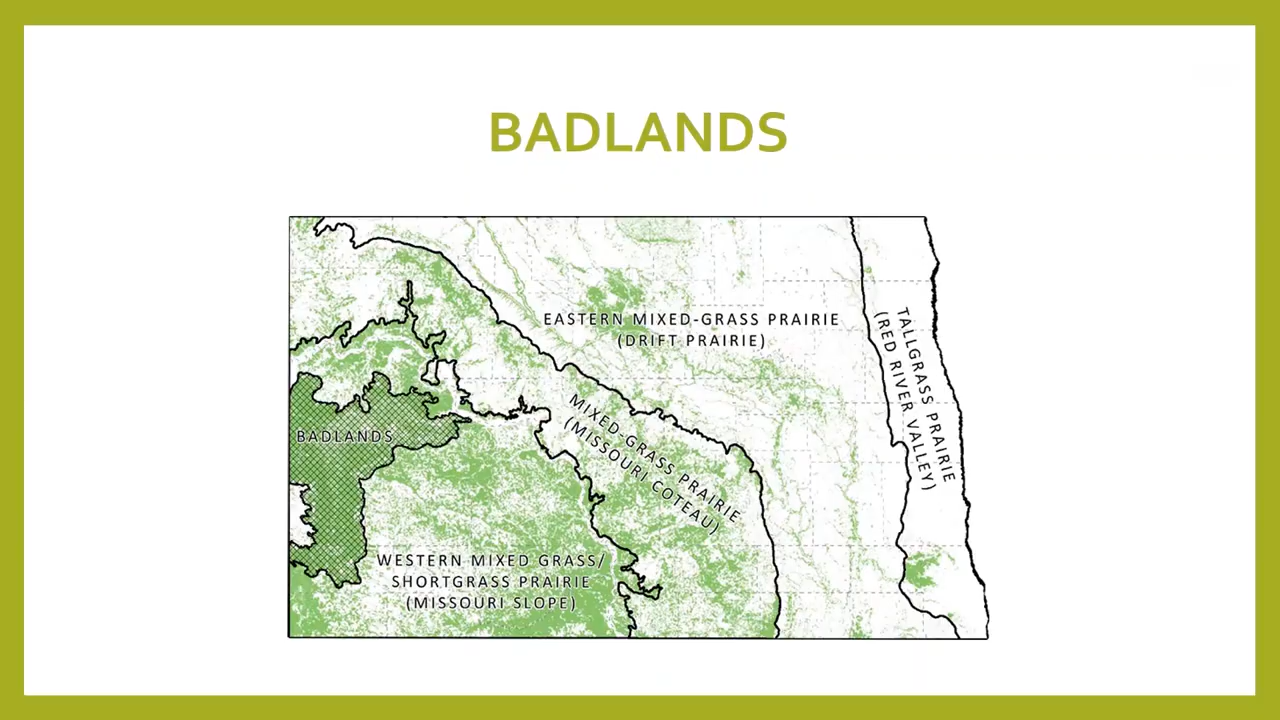 BADLANDS
EASTERN MIXED-GRASS PRAIRIE
(DRIFT PRAIRIE)
TALLGRASS PRAIRIE
(RED RIVER VALLEY)
MIXED-GRASS PRAIRIE
(MISSOURI COTEAU)
BADLANDS
WESTERN MIXED GRASS/
SHORTGRASS PRAIRIE
(MISSOURI SLOPE)